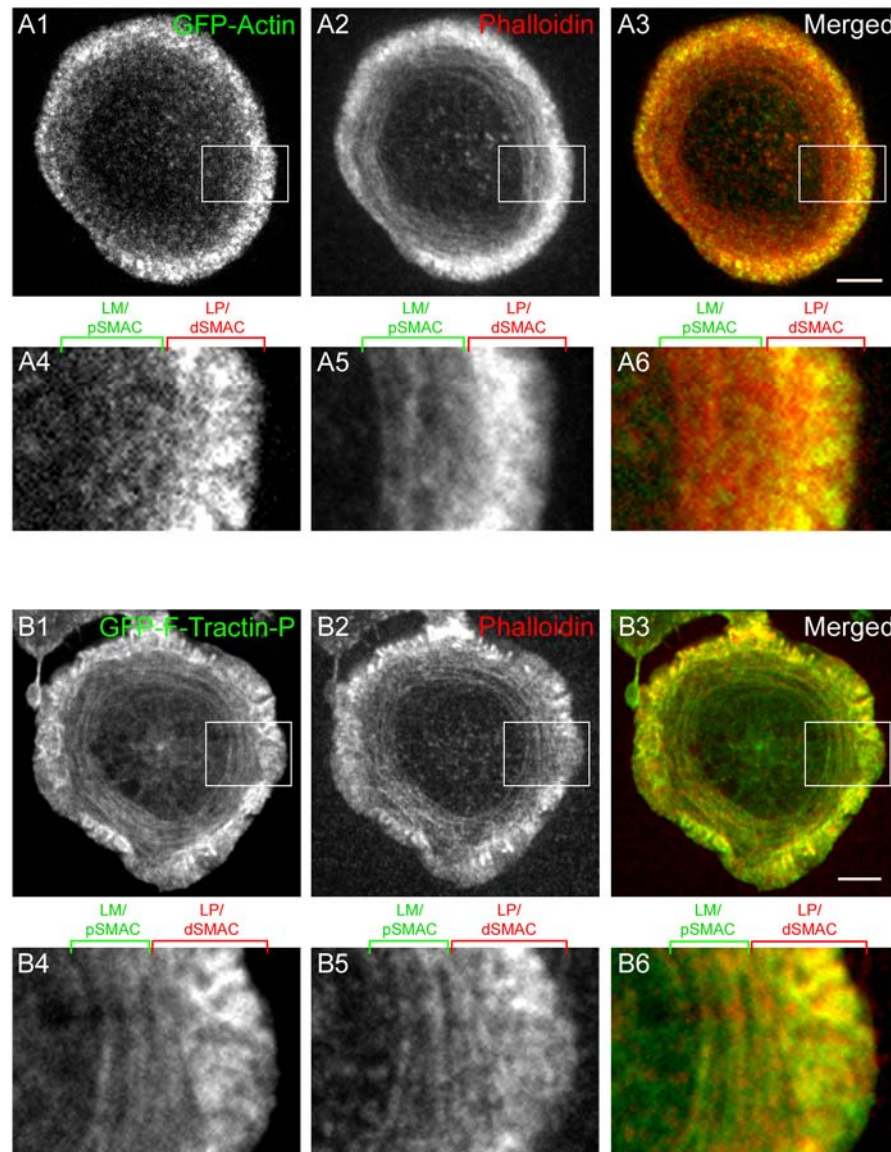 A1 GFP-Actin A2 Phalloidin A3 Merged
LM/ LP/ LM/ LP/ LM/ LP/
pSMAC dSMAC pSMAC dSMAC pSMAC dSMAC
A4 A5 A6
B1 GFP-F-Tractin-P B2 Phalloidin B3 Merged
LM/ LP/ LM/ LP/ LM/ LP/
pSMAC dSMAC pSMAC dSMAC pSMAC dSMAC
B4 B5 B6